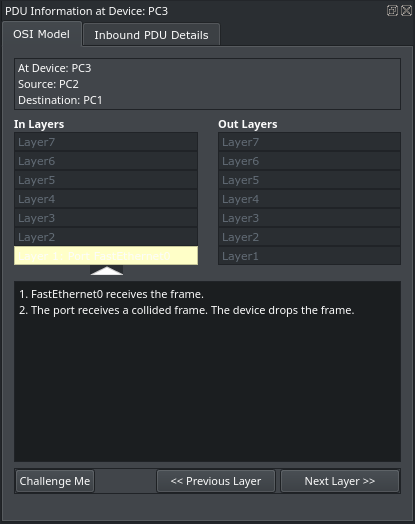 PDU Information at Device: PC3
OSI Model
Inbound PDU Details
At Device: PC3
Source: PC2
Destination: PC1
In Layers
Out Layers
Layer7
Layer7
Layer6
Layer6
Layer5
Layer5
Layer4
Layer4
Layer3
Layer3
Layer2
Layer2
Layer1
1. FastEthernet0 receives the frame.
2. The port receives a collided frame. The device drops the frame.
Challenge Me
<< Previous Layer
Next Layer >>